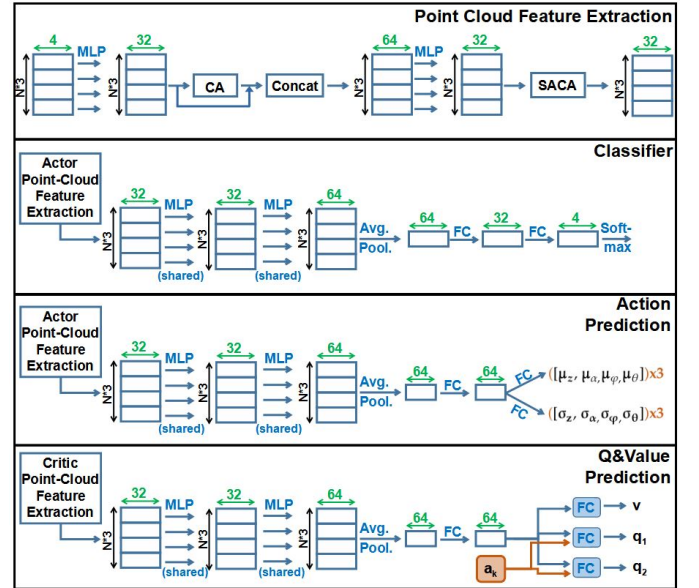 Point Cloud Feature Extraction
4
MLP
32
64
MLP
32
32
N*3
N*3
CA
Concat
N*3
N*3
SACA
N*3
Classifier
Actor
Point-Cloud
Feature
Extraction
32
MLP
32
MLP
64
N*3
N*3
N*3
(shared)
(shared)
Avg.
Pool.
64
FC
32
FC
4
Soft-
max
Action
Prediction
Actor
Point-Cloud
Feature
Extraction
32
MLP
32
MLP
64
N*3
N*3
N*3
(shared)
(shared)
Avg.
Pool.
64
FC
64
FC
([μz, μα,μφ,μθ])x3
FC
([σz, σα,σφ,σθ])x3
Q&Value
Prediction
Critic
Point-Cloud
Feature
Extraction
32
MLP
32
MLP
64
N*3
N*3
N*3
(shared)
(shared)
Avg.
Pool.
64
FC
64
FC
v
FC
q1
ak
FC
q2